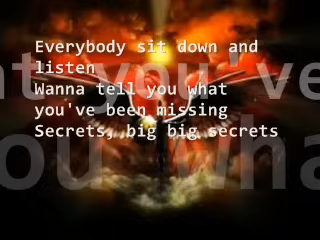 Everybody sit down and
listen
Wanna tell you what
you've been missing
Secrets, big big secrets